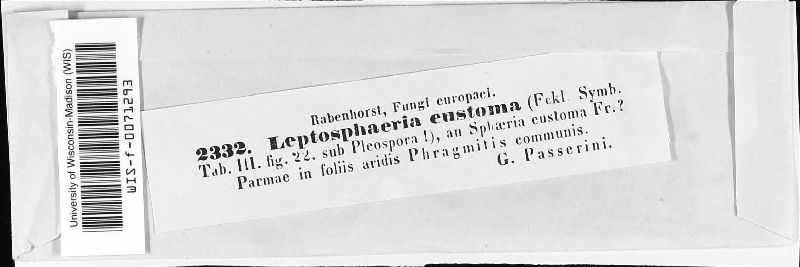 University of Wisconsin-Madison (WIS)
WIS-f-0072163
Rabenhorst, Fungi europaei.
2332. Leptosphaeria eustoma (Fckl. Symb.
Tab. III. fig. 22. sub Pleospora!), an Sphæria eustoma Fr.?
Parmae in foliis aridis Phragmitis communis.
G. Passerini.